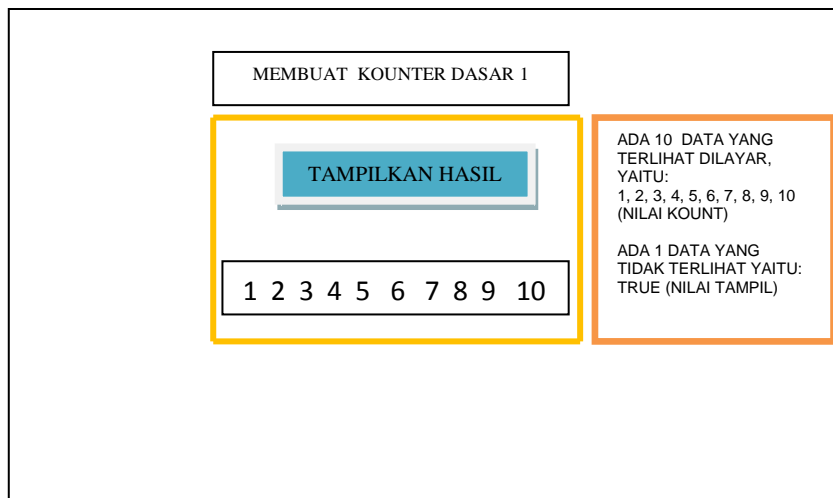 MEMBUAT KOUNTER DASAR 1
TAMPILKAN HASIL
1 2 3 4 5 6 7 8 9 10
ADA 10 DATA YANG
TERLIHAT DILAYAR,
YAITU:
1, 2, 3, 4, 5, 6, 7, 8, 9, 10
(NILAI KOUNT)
ADA 1 DATA YANG
TIDAK TERLIHAT YAITU:
TRUE (NILAI TAMPIL)